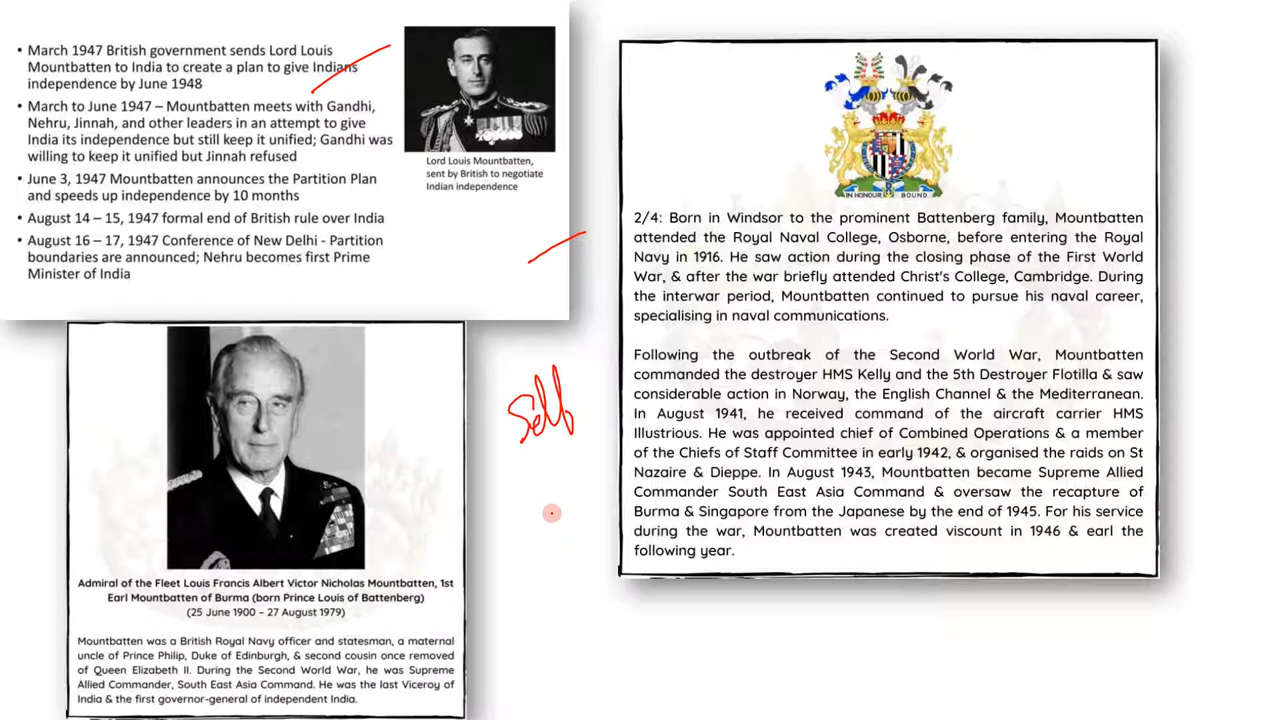 • March 1947 British government sends Lord Louis
Mountbatten to India to create a plan to give Indians
independence by June 1948
• March to June 1947 – Mountbatten meets with Gandhi,
Nehru, Jinnah, and other leaders in an attempt to give
India its independence but still keep it unified; Gandhi was
willing to keep it unified but Jinnah refused
• June 3, 1947 Mountbatten announces the Partition Plan
and speeds up independence by 10 months
• August 14 – 15, 1947 formal end of British rule over India
• August 16 – 17, 1947 Conference of New Delhi - Partition
boundaries are announced; Nehru becomes first Prime
Minister of India
Lord Louis Mountbatten,
sent by British to negotiate
Indian independence
Self
Admiral of the Fleet Louis Francis Albert Victor Nicholas Mountbatten, 1st
Earl Mountbatten of Burma (born Prince Louis of Battenberg)
(25 June 1900 – 27 August 1979)
Mountbatten was a British Royal Navy officer and statesman, a maternal
uncle of Prince Philip, Duke of Edinburgh, & second cousin once removed
of Queen Elizabeth II. During the Second World War, he was Supreme
Allied Commander, South East Asia Command. He was the last Viceroy of
India & the first governor-general of independent India.
IN HONOUR BOUND
2/4: Born in Windsor to the prominent Battenberg family, Mountbatten
attended the Royal Naval College, Osborne, before entering the Royal
Navy in 1916. He saw action during the closing phase of the First World
War, & after the war briefly attended Christ's College, Cambridge. During
the interwar period, Mountbatten continued to pursue his naval career,
specialising in naval communications.
Following the outbreak of the Second World War, Mountbatten
commanded the destroyer HMS Kelly and the 5th Destroyer Flotilla & saw
considerable action in Norway, the English Channel & the Mediterranean.
In August 1941, he received command of the aircraft carrier HMS
Illustrious. He was appointed chief of Combined Operations & a member
of the Chiefs of Staff Committee in early 1942, & organised the raids on St
Nazaire & Dieppe. In August 1943, Mountbatten became Supreme Allied
Commander South East Asia Command & oversaw the recapture of
Burma & Singapore from the Japanese by the end of 1945. For his service
during the war, Mountbatten was created viscount in 1946 & earl the
following year.